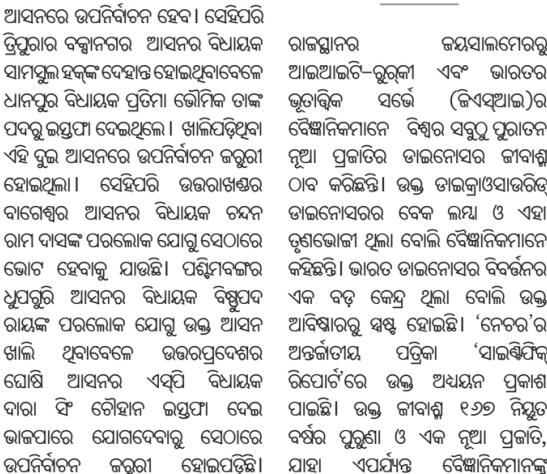 ଆସନରେ ଉପନିର୍ବାଚନ ହେବ। ସେହିପରି
ତ୍ରିପୁରାର ବକ୍ସାନଗର ଆସନର ବିଧାୟକ
ସାମସୁଲ ହକ୍‌ଙ୍କ ଦେହାନ୍ତ ହୋଇଥିବାବେଳେ
ଧାନପୁର ବିଧାୟକ ପ୍ରତିମା ଭୌମିକ ତାଙ୍କ
ପଦରୁ ଇସ୍ତଫା ଦେଇଥିଲେ। ଖାଲିପଡ଼ିଥିବା
ଏହି ଦୁଇ ଆସନରେ ଉପନିର୍ବାଚନ ଜରୁରୀ
ହୋଇଥିଲା। ସେହିପରି ଉତ୍ତରାଖଣ୍ଡର
ବାଗେଶ୍ୱର ଆସନର ବିଧାୟକ ଚନ୍ଦନ
ରାମ ଦାସଙ୍କ ପରଲୋକ ଯୋଗୁ ସେଠାରେ
ଭୋଟ ହେବାକୁ ଯାଉଛି। ପଶ୍ଚିମବଙ୍ଗର
ଧୁପଗୁରି ଆସନର ବିଧାୟକ ବିଷ୍ଣୁପଦ
ରାୟଙ୍କ ପରଲୋକ ଯୋଗୁ ଉକ୍ତ ଆସନ
ଖାଲି ଥିବାବେଳେ ଉତ୍ତରପ୍ରଦେଶର
ଘୋଷି ଆସନର ଏସ୍‌ପି ବିଧାୟକ
ଦାରା ସିଂ ଚୌହାନ ଇସ୍ତଫା ଦେଇ
ଭାଜପାରେ ଯୋଗଦେବାରୁ ସେଠାରେ
ଉପନିର୍ବାଚନ ଜରୁରୀ ହୋଇପଡ଼ିଛି।
ରାଜସ୍ଥାନର ଜୟସାଲମେରରୁ
ଆଇଆଇଟି-ରୁର୍‌କୀ ଏବଂ ଭାରତର
ଭୂତାତ୍ତ୍ୱିକ ସର୍ଭେ (ଜିଏସ୍‌ଆଇ)ର
ବୈଜ୍ଞାନିକମାନେ ବିଶ୍ୱର ସବୁଠୁ ପୁରାତନ
ନୂଆ ପ୍ରଜାତିର ଡାଇନୋସର ଜୀବାଶ୍ମ
ଠାବ କରିଛନ୍ତି। ଉକ୍ତ ଡାଇକ୍ରାଓସାଉରିଡ୍
ଡାଇନୋସରର ବେକ ଲମ୍ବା ଓ ଏହା
ତୃଣଭୋଜୀ ଥିଲା ବୋଲି ବୈଜ୍ଞାନିକମାନେ
କହିଛନ୍ତି। ଭାରତ ଡାଇନୋସର ବିବର୍ତ୍ତନର
ଏକ ବଡ଼ କେନ୍ଦ୍ର ଥିଲା ବୋଲି ଉକ୍ତ
ଆବିଷ୍କାରରୁ ସ୍ପଷ୍ଟ ହୋଇଛି। ‘ନେଚର’ର
ଅନ୍ତର୍ଜାତୀୟ ପତ୍ରିକା ‘ସାଇଣ୍ଟିଫିକ୍
ରିପୋର୍ଟ’ରେ ଉକ୍ତ ଅଧ୍ୟୟନ ପ୍ରକାଶ
ପାଇଛି। ଉକ୍ତ ଜୀବାଶ୍ମ ୧୬୭ ନିୟୁତ
ବର୍ଷର ପୁରୁଣା ଓ ଏକ ନୂଆ ପ୍ରଜାତି,
ଯାହା ଏପର୍ଯ୍ୟନ୍ତ ବୈଜ୍ଞାନିକମାନଙ୍କୁ